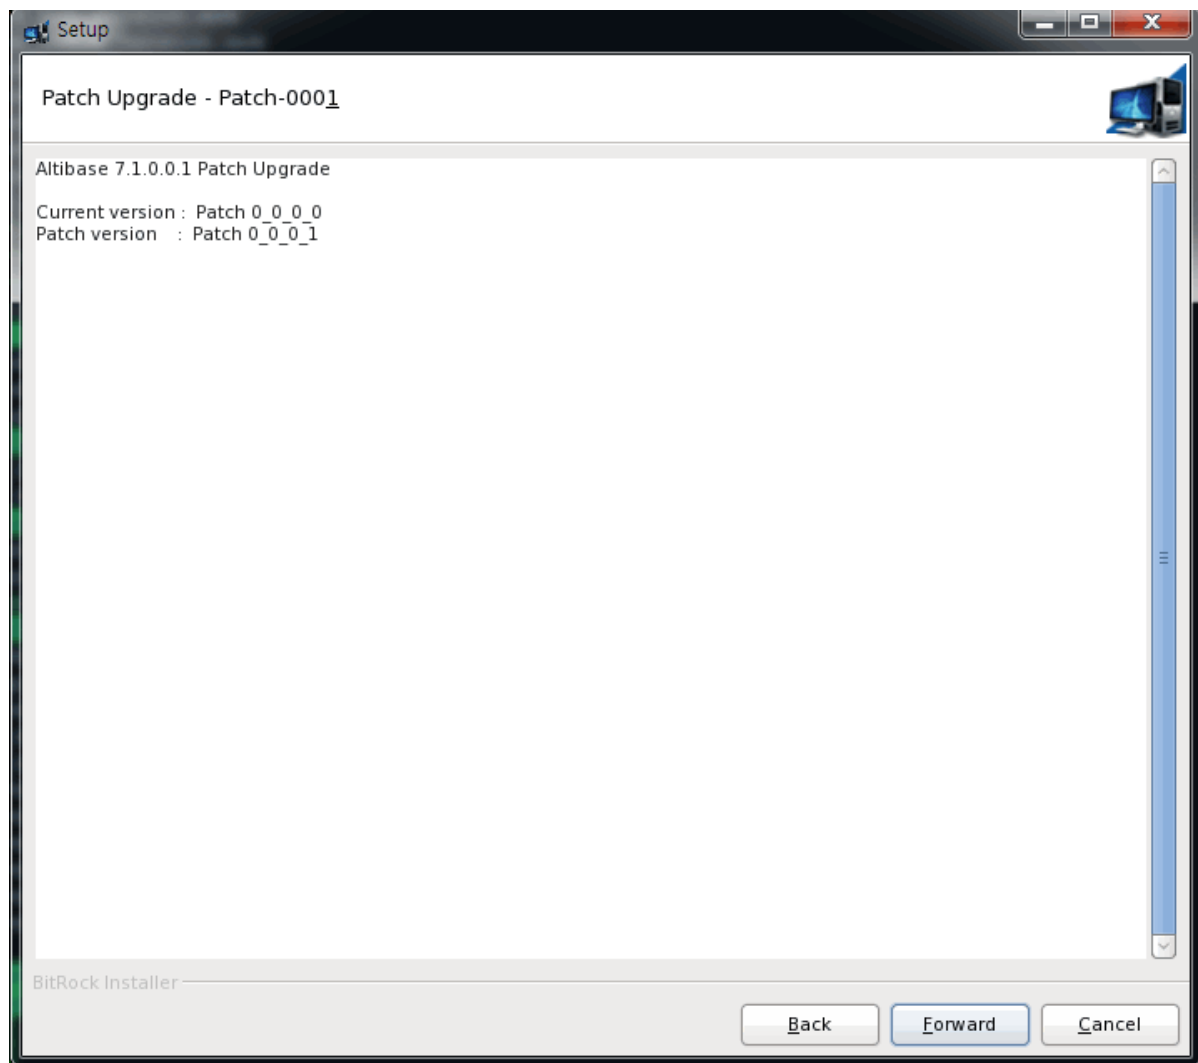 Setup
Patch Upgrade - Patch-0001
Altibase 7.1.0.0.1 Patch Upgrade
Current version : Patch 0_0_0_0
Patch version : Patch 0_0_0_1
BitRock Installer
Back
Forward
Cancel